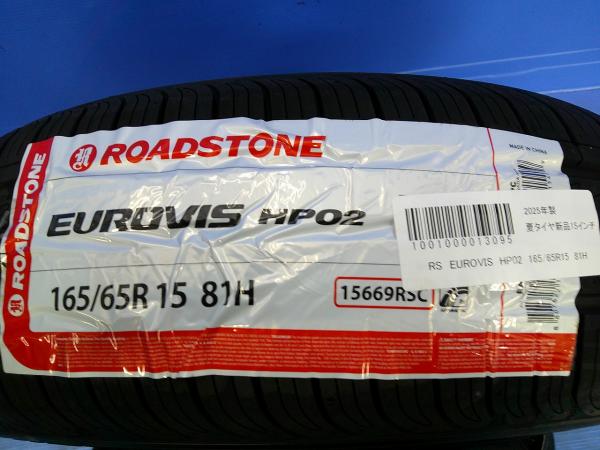 ROADSTONE
ROADSTONE
MADE IN CHINA
EUROVIS HP02
165/65R 15 81H
15669RSC
2025年製
夏タイヤ新品15インチ
1001000013095
RS EUROVIS HP02 165/65R15 81H